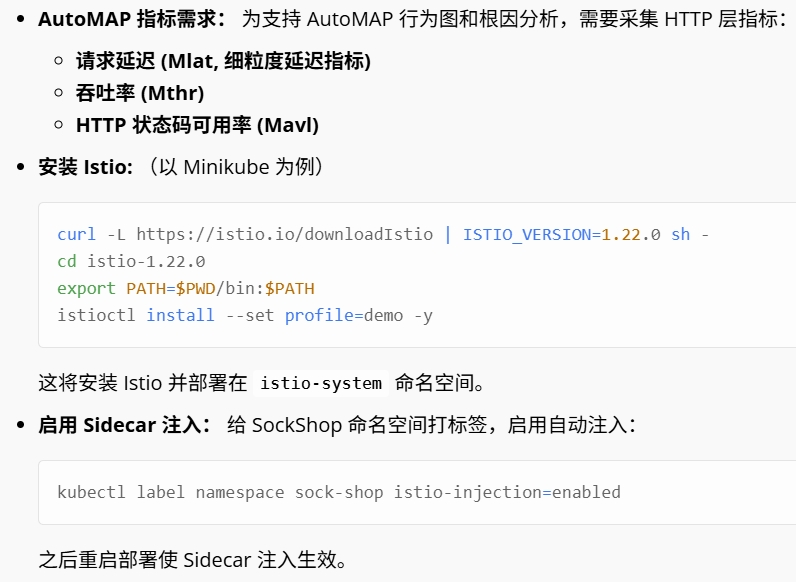 AutoMAP 指标需求： 为支持 AutoMAP 行为图和根因分析，需要采集 HTTP 层指标：
请求延迟 (Mlat, 细粒度延迟指标)
吞吐率 (Mthr)
HTTP 状态码可用率 (Mavl)
安装 Istio: （以 Minikube 为例）
curl -L https://istio.io/downloadIstio | ISTIO_VERSION=1.22.0 sh -
cd istio-1.22.0
export PATH=$PWD/bin:$PATH
istioctl install --set profile=demo -y
这将安装 Istio 并部署在 istio-system 命名空间。
启用 Sidecar 注入： 给 SockShop 命名空间打标签，启用自动注入：
kubectl label namespace sock-shop istio-injection=enabled
之后重启部署使 Sidecar 注入生效。